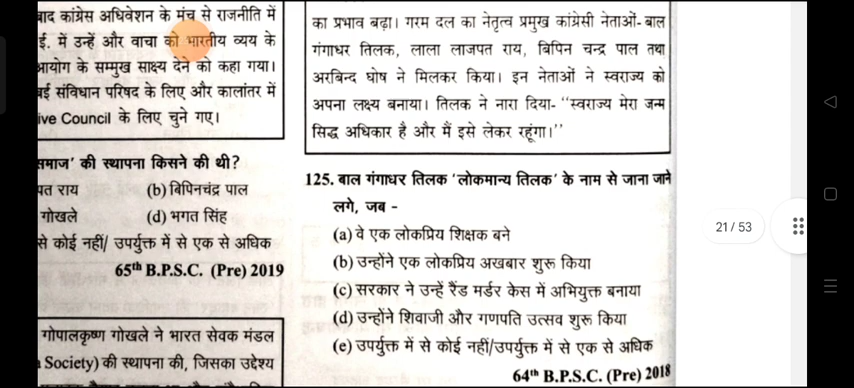 बाद कांग्रेस अधिवेशन के मंच से राजनीति में
ई. में उन्हें और वाचा को भारतीय व्यय के
आयोग के सम्मुख साक्ष्य देने को कहा गया।
बई संविधान परिषद के लिए और कालांतर में
ive Council के लिए चुने गए।
समाज' की स्थापना किसने की थी?
पत राय (b) बिपिनचंद्र पाल
गोखले (d) भगत सिंह
से कोई नहीं/ उपर्युक्त में से एक से अधिक
65th B.P.S.C. (Pre) 2019
गोपालकृष्ण गोखले ने भारत सेवक मंडल
Society) की स्थापना की, जिसका उद्देश्य
का प्रभाव बढ़ा। गरम दल का नेतृत्व प्रमुख कांग्रेसी नेताओं- बाल
गंगाधर तिलक, लाला लाजपत राय, बिपिन चन्द्र पाल तथा
अरबिन्द घोष ने मिलकर किया। इन नेताओं ने स्वराज्य को
अपना लक्ष्य बनाया। तिलक ने नारा दिया- ‘‘स्वराज्य मेरा जन्म
सिद्ध अधिकार है और मैं इसे लेकर रहूंगा।’’
125. बाल गंगाधर तिलक ‘लोकमान्य तिलक’ के नाम से जाना जाने
लगे, जब -
(a) वे एक लोकप्रिय शिक्षक बने
(b) उन्होंने एक लोकप्रिय अखबार शुरू किया
(c) सरकार ने उन्हें रैंड मर्डर केस में अभियुक्त बनाया
(d) उन्होंने शिवाजी और गणपति उत्सव शुरू किया
(e) उपर्युक्त में से कोई नहीं/उपर्युक्त में से एक से अधिक
64th B.P.S.C. (Pre) 2018
21 / 53